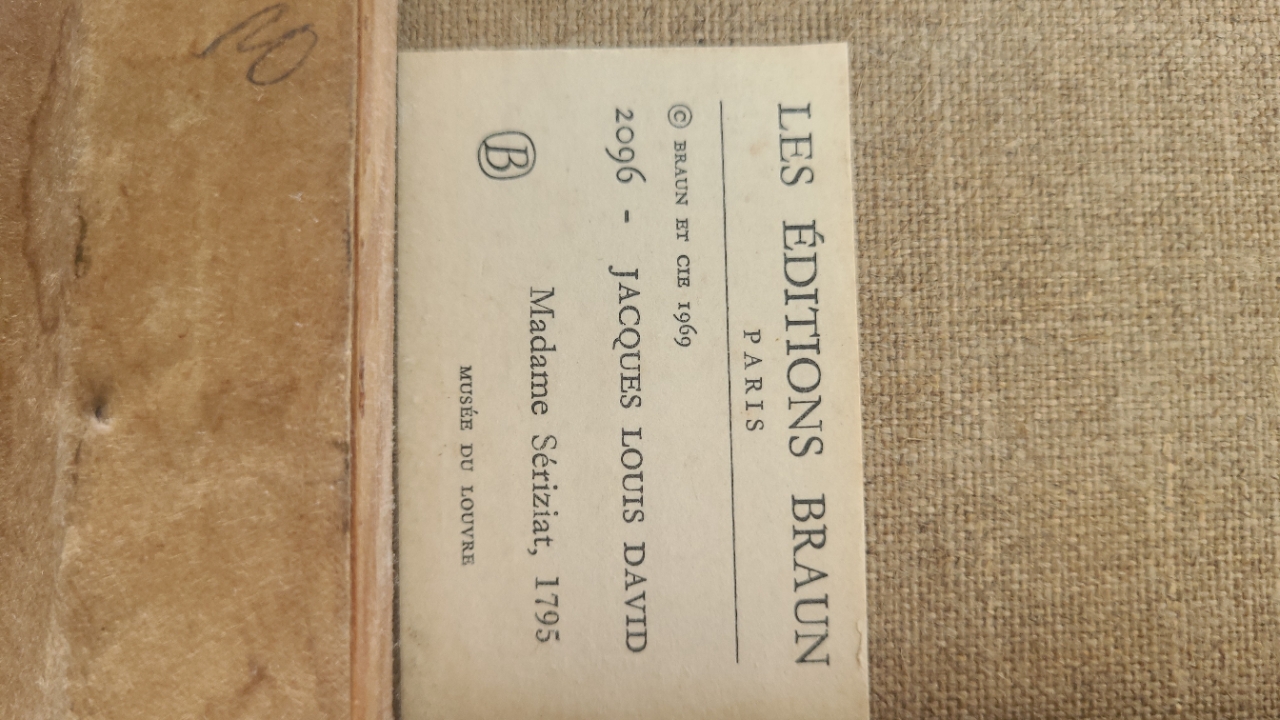 LES ÉDITIONS BRAUN
PARIS
© BRAUN ET CIE 1969
2096 - JACQUES LOUIS DAVID
Madame Sériziat, 1795
B
MUSÉE DU LOUVRE